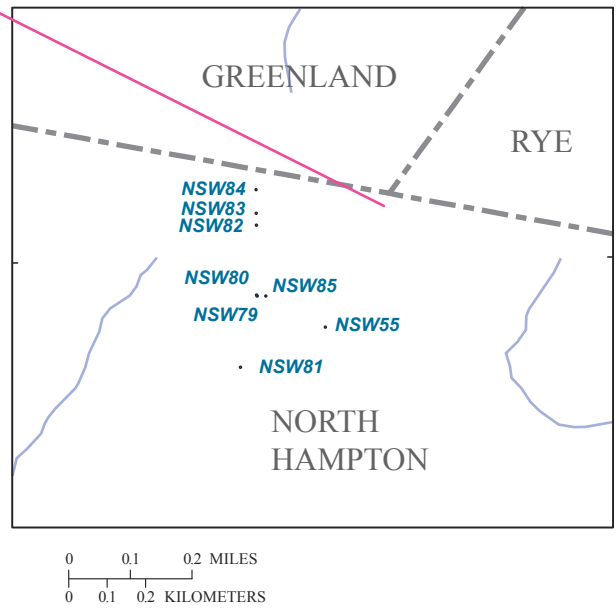 GREENLAND
RYE
NSW84
NSW83
NSW82
NSW80
NSW85
NSW79
NSW55
NSW81
NORTH
HAMPTON
0 0.1 0.2 MILES
0 0.1 0.2 KILOMETERS